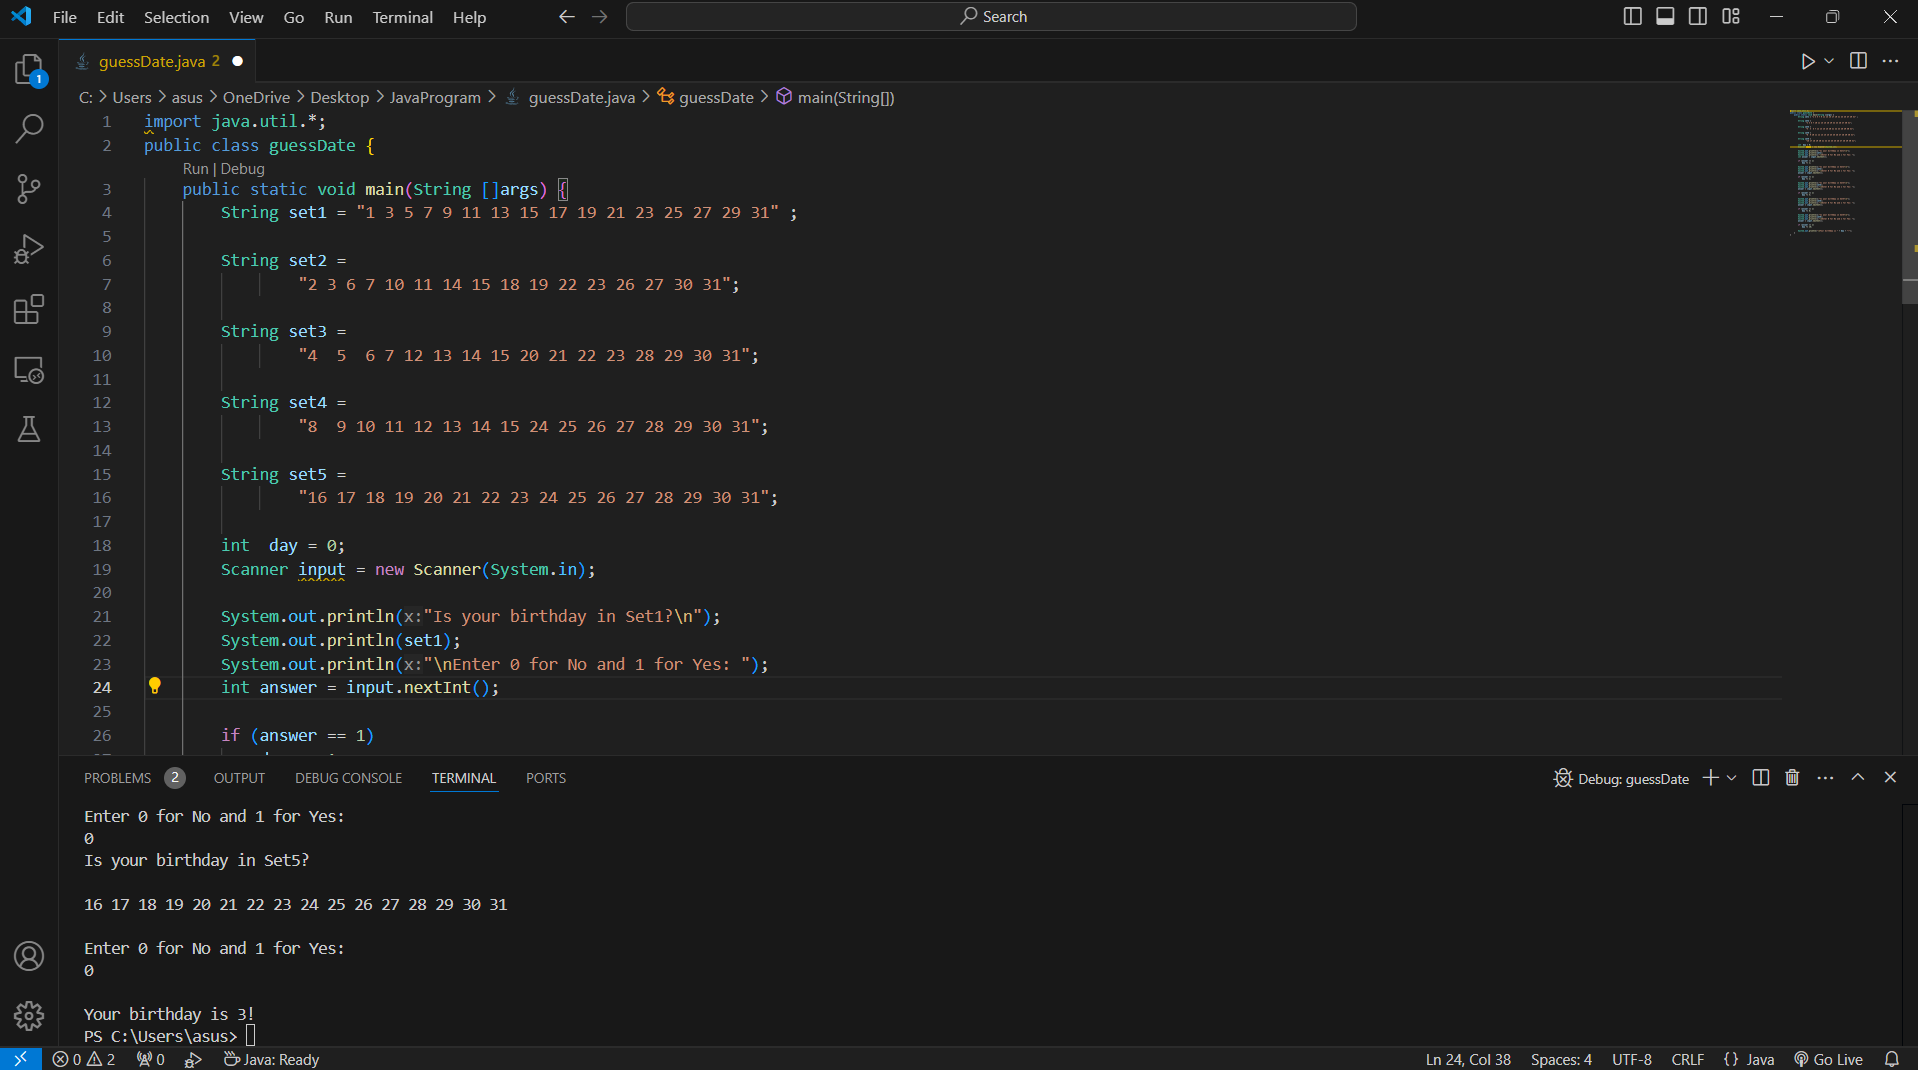 File Edit Selection View Go Run Terminal Help Search
1
guessDate.java 2
C: > Users > asus > OneDrive > Desktop > JavaProgram > guessDate.java > guessDate > main(String[])
1 import java.util.*;
2 public class guessDate {
Run | Debug
3 public static void main(String []args) {
4 String set1 = "1 3 5 7 9 11 13 15 17 19 21 23 25 27 29 31" ;
5
6 String set2 =
7 "2 3 6 7 10 11 14 15 18 19 22 23 26 27 30 31";
8
9 String set3 =
10 "4  5  6 7 12 13 14 15 20 21 22 23 28 29 30 31";
11
12 String set4 =
13 "8  9 10 11 12 13 14 15 24 25 26 27 28 29 30 31";
14
15 String set5 =
16 "16 17 18 19 20 21 22 23 24 25 26 27 28 29 30 31";
17
18 int  day = 0;
19 Scanner input = new Scanner(System.in);
20
21 System.out.println(x:"Is your birthday in Set1?\n");
22 System.out.println(set1);
23 System.out.println(x:"\nEnter 0 for No and 1 for Yes: ");
24 int answer = input.nextInt();
25
26 if (answer == 1)
PROBLEMS 2 OUTPUT DEBUG CONSOLE TERMINAL PORTS Debug: guessDate
Enter 0 for No and 1 for Yes:
0
Is your birthday in Set5?
16 17 18 19 20 21 22 23 24 25 26 27 28 29 30 31
Enter 0 for No and 1 for Yes:
0
Your birthday is 3!
PS C:\Users\asus>
0 2 0 Java: Ready Ln 24, Col 38 Spaces: 4 UTF-8 CRLF {} Java Go Live